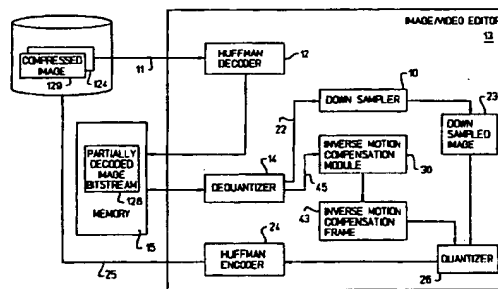 IMAGE/VIDEO EDITOR
13
COMPRESSED
IMAGE
129
124
11
HUFFMAN
DECODER
12
10
DOWN SAMPLER
23
22
DOWN
SAMPLED
IMAGE
PARTIALLY
DECODED
IMAGE
BITSTREAM
128
MEMORY
15
14
DEQUANTIZER
45
INVERSE MOTION
COMPENSATION
MODULE
30
43
INVERSE MOTION
COMPENSATION
FRAME
24
HUFFMAN
ENCODER
25
QUANTIZER
26